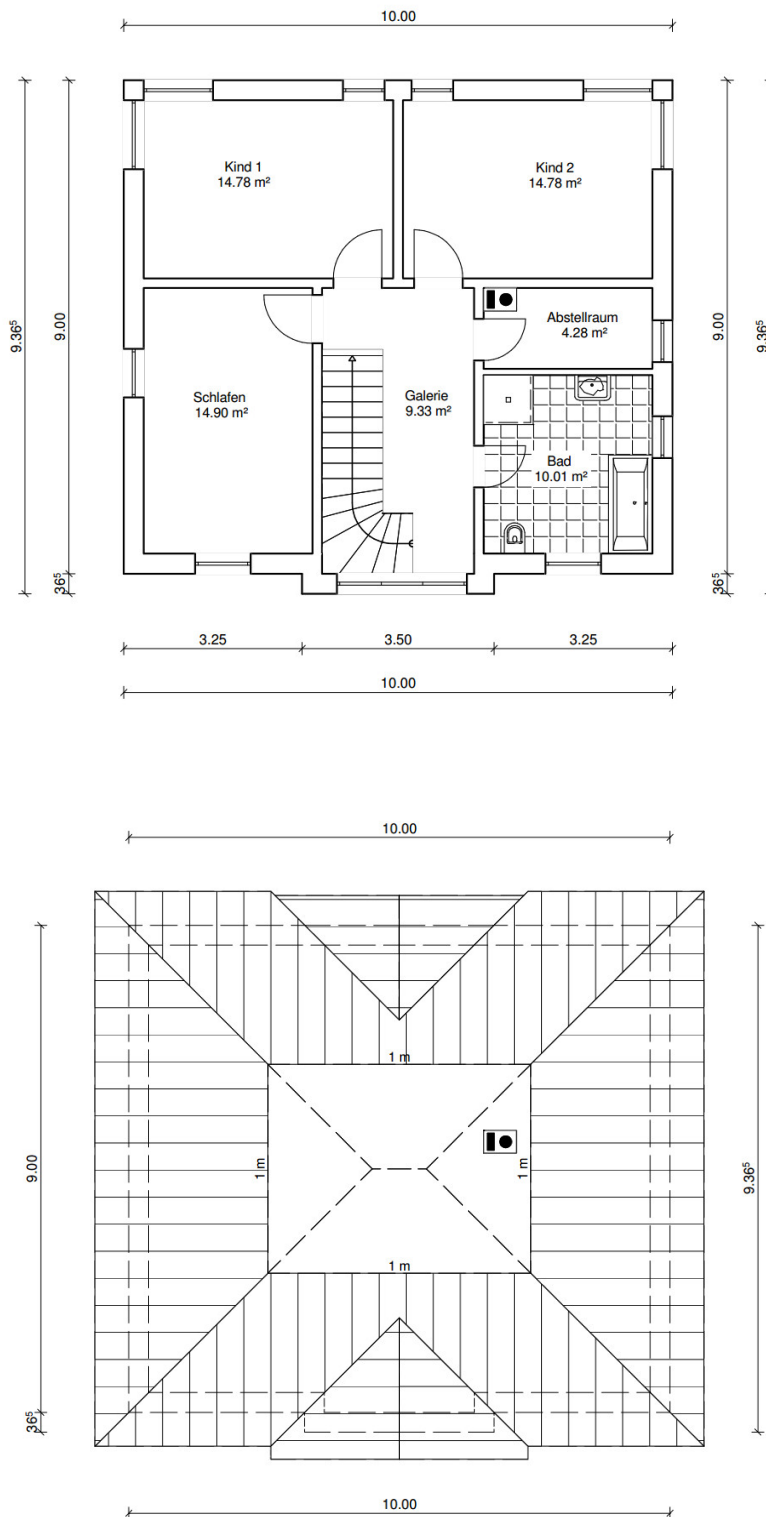 10.00
Kind 1
14.78 m²
Kind 2
14.78 m²
9.36⁵
9.00
9.00
9.36⁵
Abstellraum
4.28 m²
Schlafen
14.90 m²
Galerie
9.33 m²
Bad
10.01 m²
36⁵
36⁵
3.25
3.50
3.25
10.00
10.00
1 m
9.00
1 m
1 m
9.36⁵
1 m
36⁵
10.00